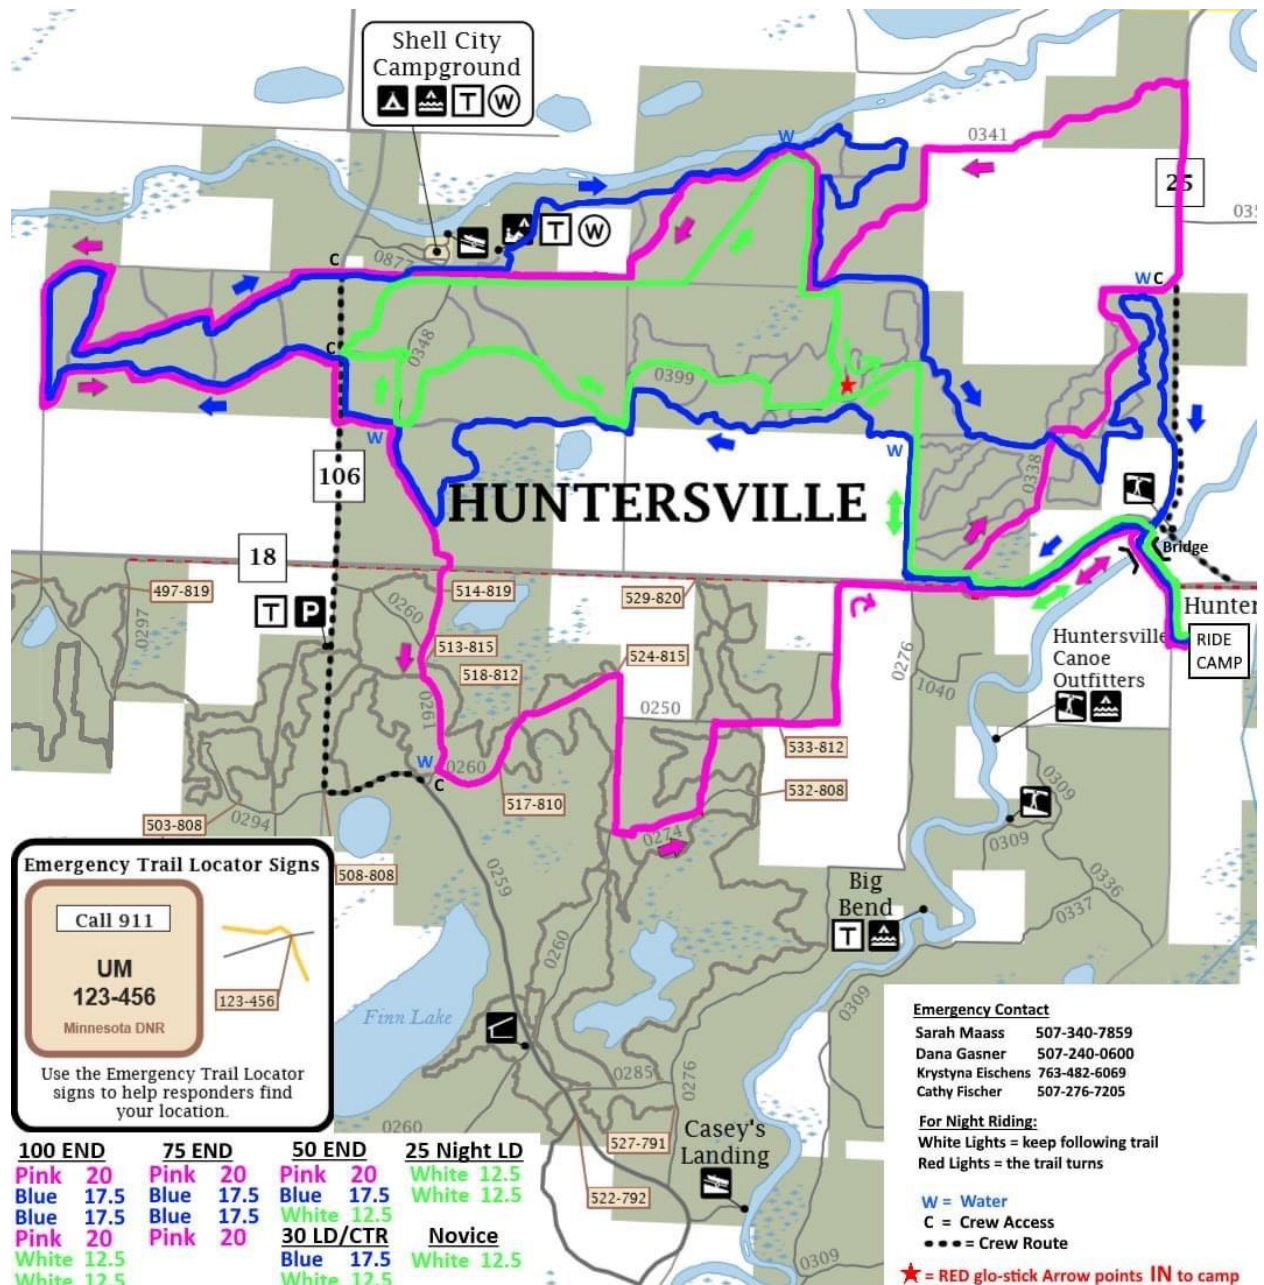 Shell City
Campground
T W
0341
25
035
W
T W
0877
C
W C
0348
C
0399
W
W
0338
106
HUNTERSVILLE
18
Bridge
497-819
514-819
529-820
0297
0260
T P
513-815
518-812
524-815
Hunter
RIDE
CAMP
Huntersville
Canoe
Outfitters
0276
1040
0261
0250
533-812
W
0260
C
517-810
532-808
0309
503-808
0294
0274
0309
508-808
0259
0336
0337
Big
Bend
T
0260
0309
Emergency Trail Locator Signs
Call 911
UM
123-456
Minnesota DNR
123-456
Use the Emergency Trail Locator
signs to help responders find
your location.
Finn Lake
0285
0276
0260
527-791
522-792
Casey's
Landing
0309
Emergency Contact
Sarah Maass 507-340-7859
Dana Gasner 507-240-0600
Krystyna Eischens 763-482-6069
Cathy Fischer 507-276-7205
For Night Riding:
White Lights = keep following trail
Red Lights = the trail turns
W = Water
C = Crew Access
= Crew Route
= RED glo-stick Arrow points IN to camp
100 END
Pink 20
Blue 17.5
Blue 17.5
Pink 20
White 12.5
White 12.5
75 END
Pink 20
Blue 17.5
Blue 17.5
Pink 20
50 END
Pink 20
Blue 17.5
White 12.5
30 LD/CTR
Blue 17.5
White 12.5
25 Night LD
White 12.5
White 12.5
Novice
White 12.5